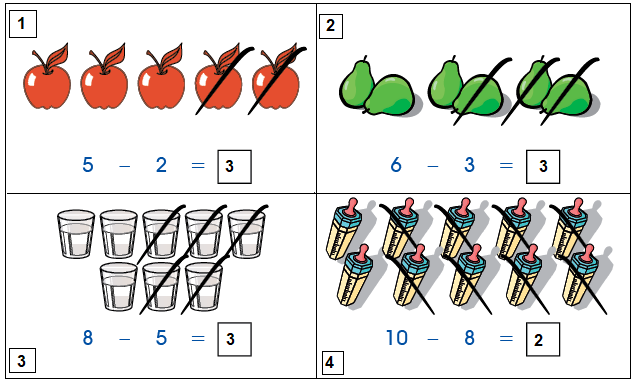 1
5 – 2 = 3
2
6 – 3 = 3
8 – 5 = 3
3
10 – 8 = 2
4